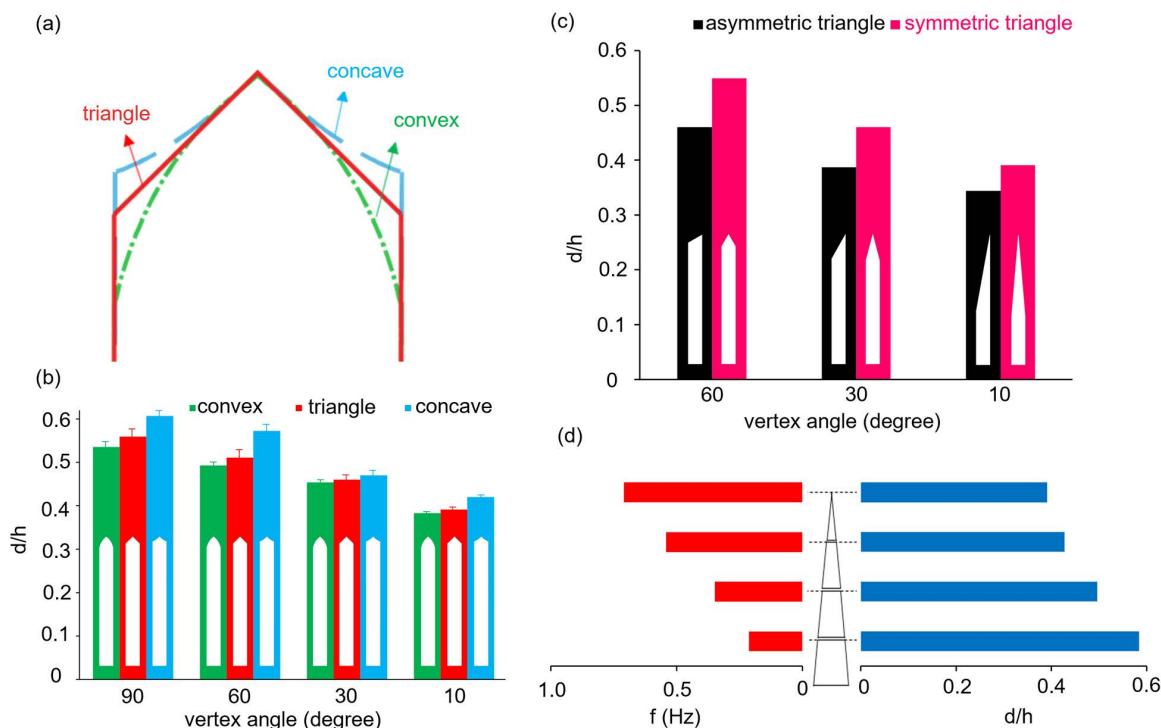 (a)
concave
triangle
convex
(b)
convex triangle concave
0.6
0.5
0.4
0.3
0.2
0.1
0
d/h
90 60 30 10
vertex angle (degree)
(c)
asymmetric triangle symmetric triangle
0.6
0.5
0.4
0.3
0.2
0.1
0
d/h
60 30 10
vertex angle (degree)
(d)
1.0 0.5 0 0 0.2 0.4 0.6
f (Hz) d/h